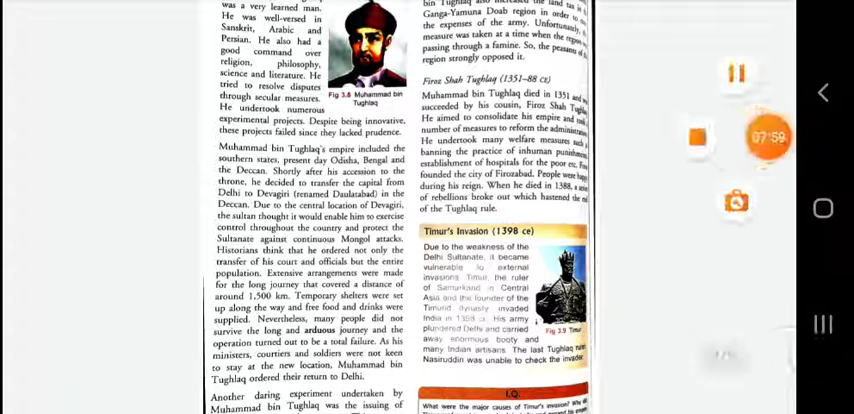 was a very learned man.
He was well-versed in
Sanskrit, Arabic and
Persian. He also had a
good command over
religion, philosophy,
science and literature. He
tried to resolve disputes
through secular measures.
He undertook numerous
experimental projects. Despite being innovative,
these projects failed since they lacked prudence.
Fig 3.8 Muhammad bin
Tughlaq
Muhammad bin Tughlaq's empire included the
southern states, present day Odisha, Bengal and
the Deccan. Shortly after his accession to the
throne, he decided to transfer the capital from
Delhi to Devagiri (renamed Daulatabad) in the
Deccan. Due to the central location of Devagiri,
the sultan thought it would enable him to exercise
control throughout the country and protect the
Sultanate against continuous Mongol attacks.
Historians think that he ordered not only the
transfer of his court and officials but the entire
population. Extensive arrangements were made
for the long journey that covered a distance of
around 1,500 km. Temporary shelters were set
up along the way and free food and drinks were
supplied. Nevertheless, many people did not
survive the long and arduous journey and the
operation turned out to be a total failure. As his
ministers, courtiers and soldiers were not keen
to stay at the new location, Muhammad bin
Tughlaq ordered their return to Delhi.
Another daring experiment undertaken by
Muhammad bin Tughlaq was the issuing of
bin Tughlaq also increased the land tax in
Ganga-Yamuna Doab region in order to
the expenses of the army. Unfortunately,
measure was taken at a time when the region
passing through a famine. So, the peasants of
region strongly opposed it.
Firoz Shah Tughlaq (1351–88 CE)
Muhammad bin Tughlaq died in 1351 and
succeeded by his cousin, Firoz Shah
He aimed to consolidate his empire and
number of measures to reform the
He undertook many welfare measures such
banning the practice of inhuman
establishment of hospitals for the poor etc.
founded the city of Firozabad. People were
during his reign. When he died in 1388, a
of rebellions broke out which hastened the
of the Tughlaq rule.
Timur's Invasion (1398 CE)
Due to the weakness of the
Delhi Sultanate, it became
vulnerable to external
invasions. Timur, the ruler
of Samarkand in Central
Asia and the founder of the
Timurid dynasty invaded
India in 1398 CE. His army
plundered Delhi and carried
away enormous booty and
many Indian artisans. The last Tughlaq ruler
Nasiruddin was unable to check the invader.
Fig 3.9 Timur
I.Q.
What were the major causes of Timur's invasion?
07:59